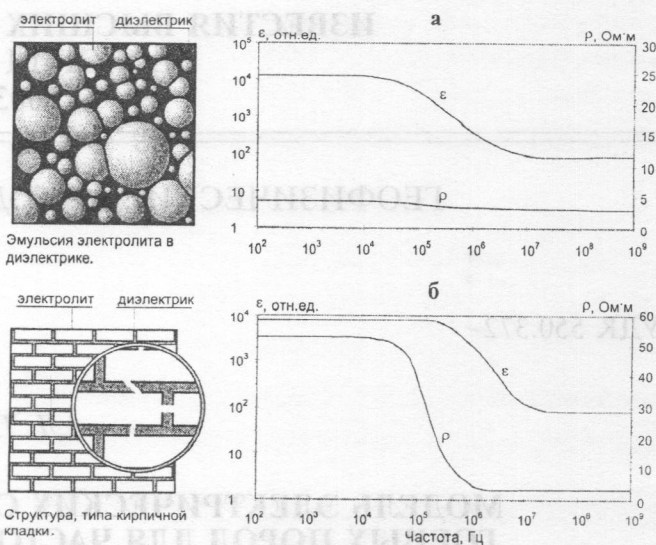 электролит диэлектрик
Эмульсия электролита в
диэлектрике.
а
ε, отн.ед. ρ, Ом·м
10⁵ 30
10⁴ 25
10³ 20
10² 15
10 10
1 5
0
ε
ρ
10² 10³ 10⁴ 10⁵ 10⁶ 10⁷ 10⁸ 10⁹
электролит диэлектрик
Структура, типа кирпичной
кладки.
б
ε, отн.ед. ρ, Ом·м
10⁴ 60
10³ 50
10² 40
10 30
20
10
0
ε
ρ
10² 10³ 10⁴ 10⁵ 10⁶ 10⁷ 10⁸ 10⁹
Частота, Гц